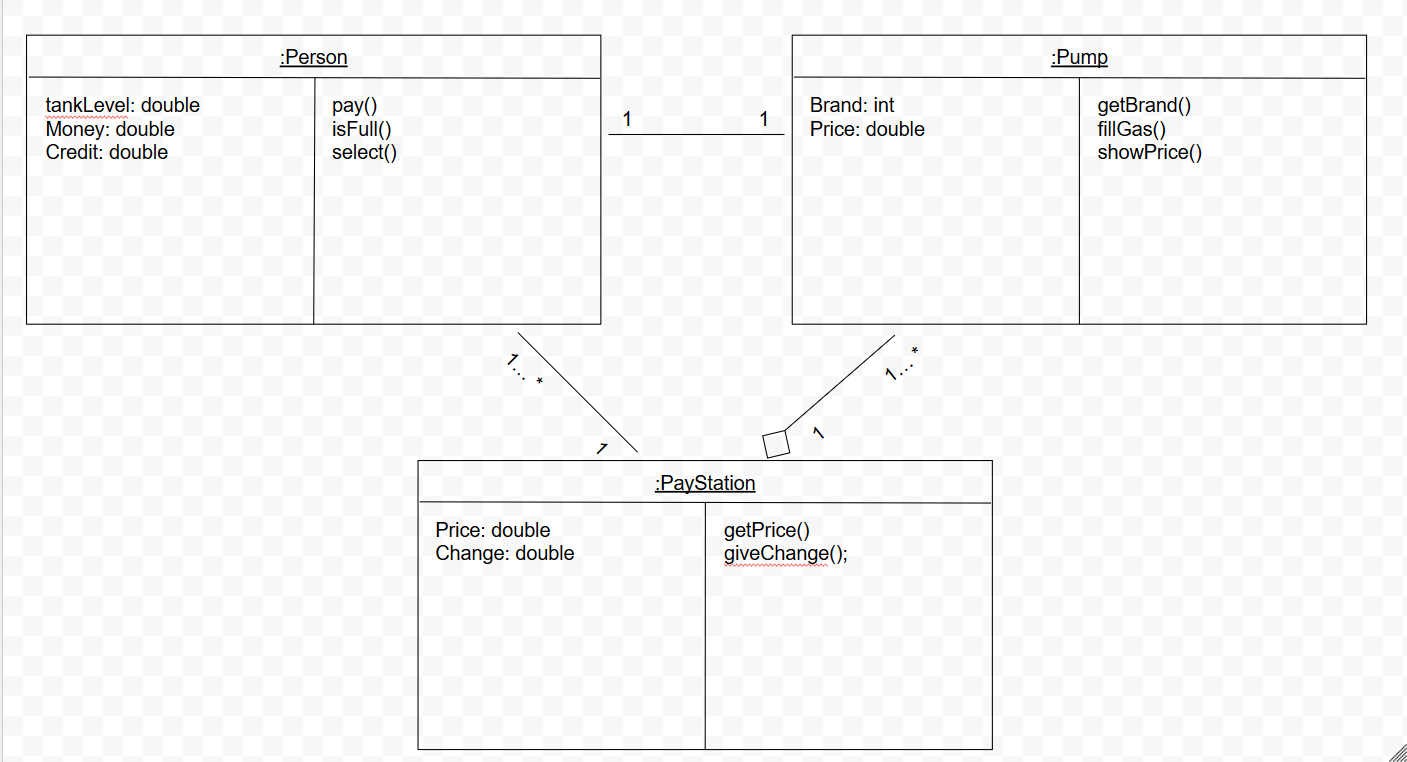 :Person
tankLevel: double
Money: double
Credit: double
pay()
isFull()
select()
1
1
:Pump
Brand: int
Price: double
getBrand()
fillGas()
showPrice()
1... *
1
1... *
1
:PayStation
Price: double
Change: double
getPrice()
giveChange();